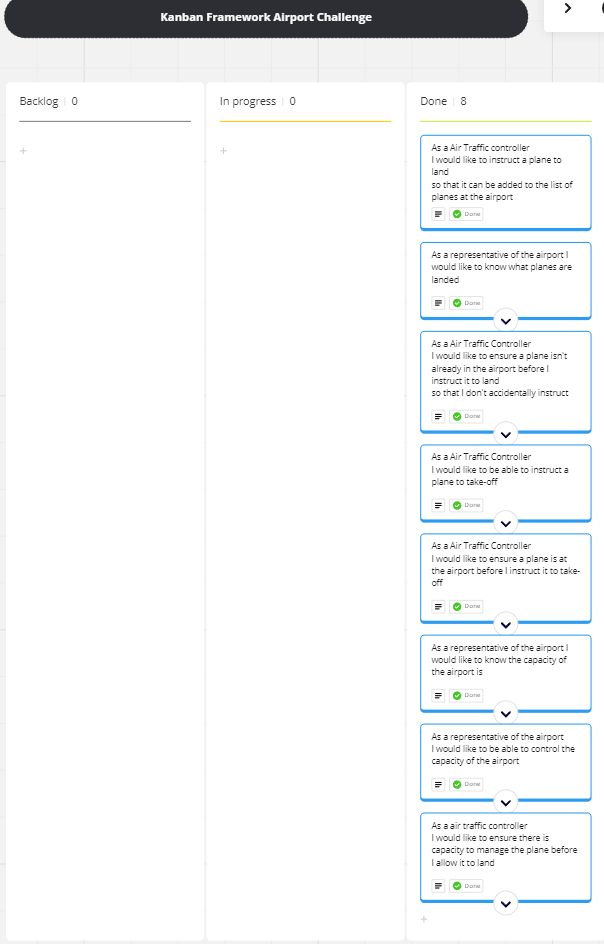 Kanban Framework Airport Challenge
Backlog | 0
In progress | 0
Done | 8
As a Air Traffic controller
I would like to instruct a plane to
land
so that it can be added to the list of
planes at the airport
Done
As a representative of the airport I
would like to know what planes are
landed
Done
As a Air Traffic Controller
I would like to ensure a plane isn't
already in the airport before I
instruct it to land
so that I don't accidentally instruct
Done
As a Air Traffic Controller
I would like to be able to instruct a
plane to take-off
Done
As a Air Traffic Controller
I would like to ensure a plane is at
the airport before I instruct it to take-
off
Done
As a representative of the airport I
would like to know the capacity of
the airport is
Done
As a representative of the airport
I would like to be able to control the
capacity of the airport
Done
As a air traffic controller
I would like to ensure there is
capacity to manage the plane before
I allow it to land
Done